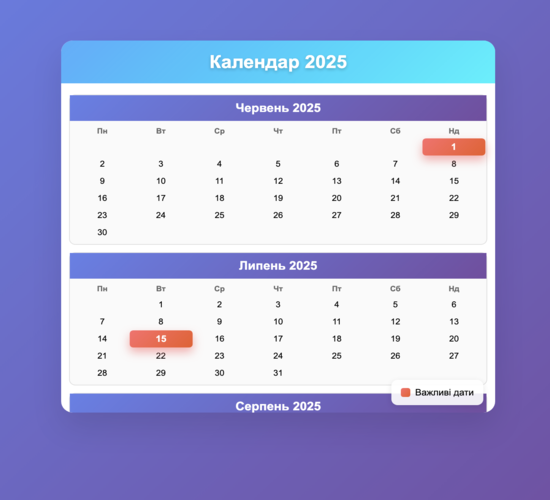 Календар 2025
Червень 2025
Пн Вт Ср Чт Пт Сб Нд
1
2 3 4 5 6 7 8
9 10 11 12 13 14 15
16 17 18 19 20 21 22
23 24 25 26 27 28 29
30
Липень 2025
Пн Вт Ср Чт Пт Сб Нд
1 2 3 4 5 6
7 8 9 10 11 12 13
14 15 16 17 18 19 20
21 22 23 24 25 26 27
28 29 30 31
Важливі дати
Серпень 2025